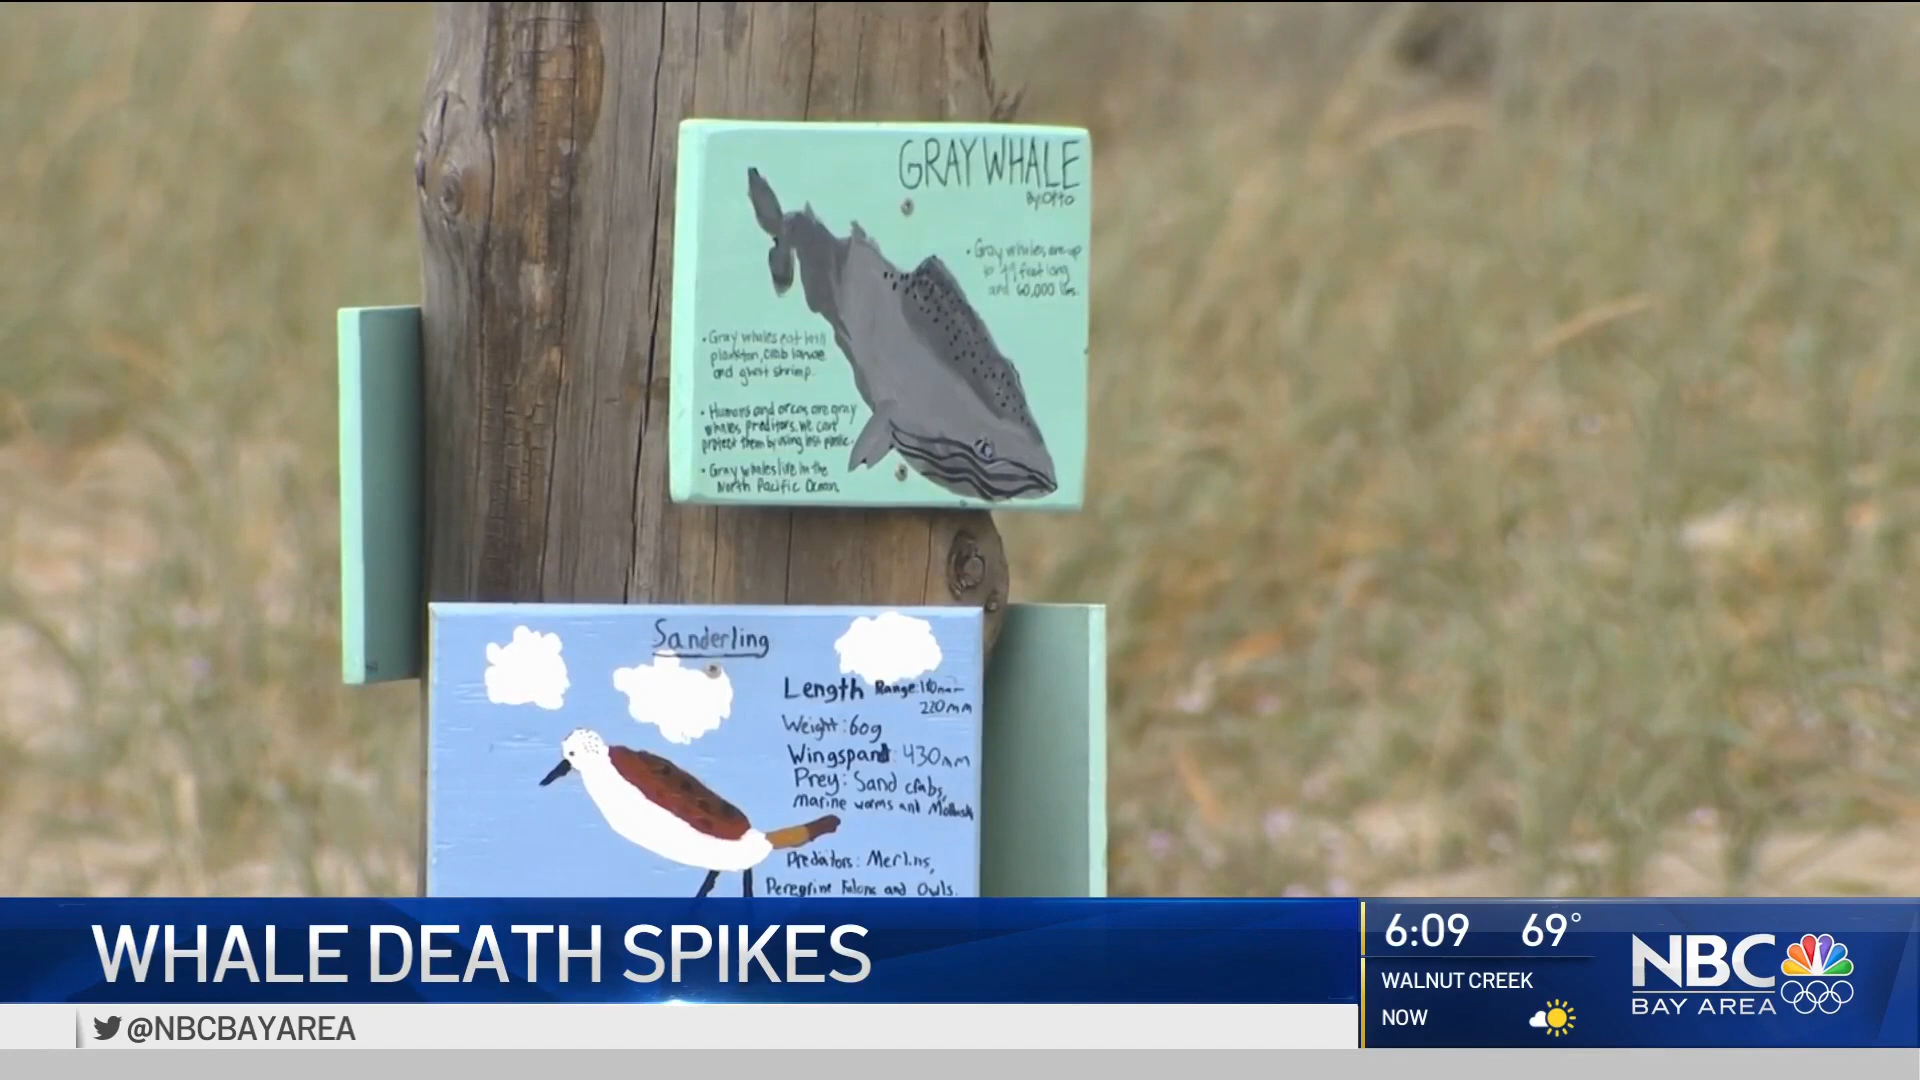 GRAY WHALE
By: Otto
• Gray whales are up
to 49 feet long
and 60,000 lbs.
• Gray whales eat krill
plankton, crab larvae
and ghost shrimp.
• Humans and orcas are gray
whales preditors. We can
protect them by using less plastic.
• Gray whales live in the
North Pacific Ocean.
Sanderling
Length Range: 180mm-
220mm
Weight: 60g
Wingspan: 430mm
Prey: Sand crabs,
marine worms and Mollusk
Predators: Merlins,
Peregrine Falons and Owls.
WHALE DEATH SPIKES
@NBCBAYAREA
6:09 69°
WALNUT CREEK
NOW
NBC
BAY AREA